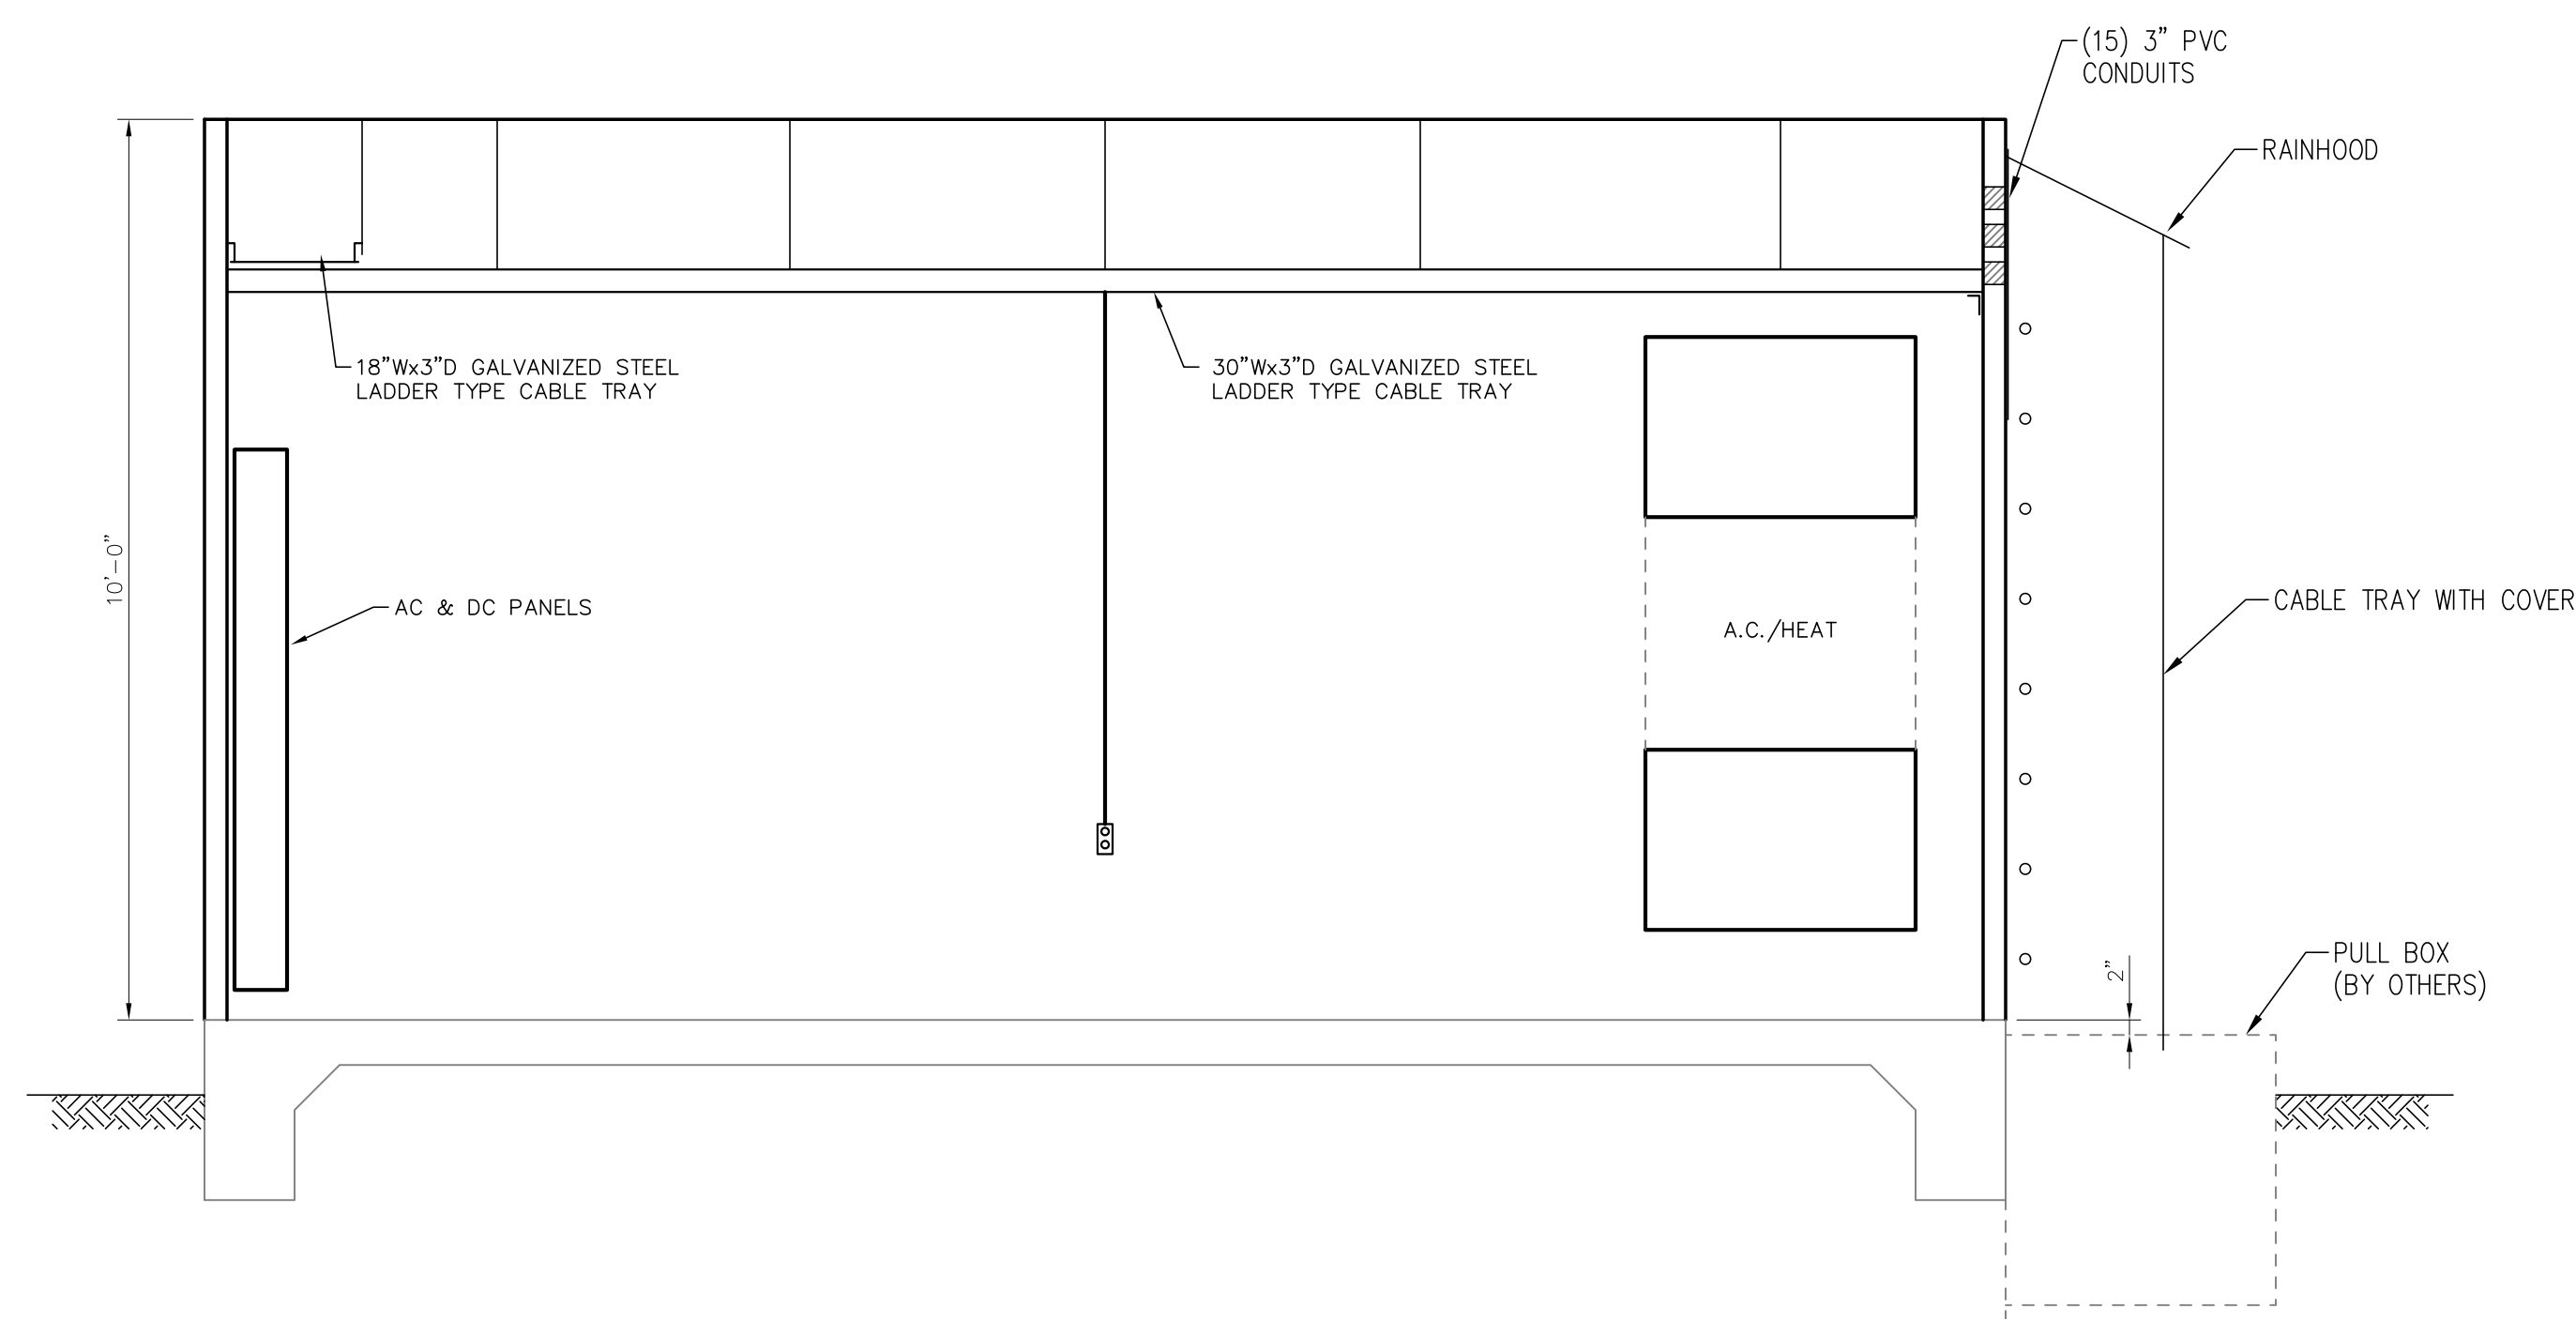 (15) 3" PVC
CONDUITS
RAINHOOD
18"Wx3"D GALVANIZED STEEL
LADDER TYPE CABLE TRAY
30"Wx3"D GALVANIZED STEEL
LADDER TYPE CABLE TRAY
10'-0"
AC & DC PANELS
A.C./HEAT
CABLE TRAY WITH COVER
2"
PULL BOX
(BY OTHERS)